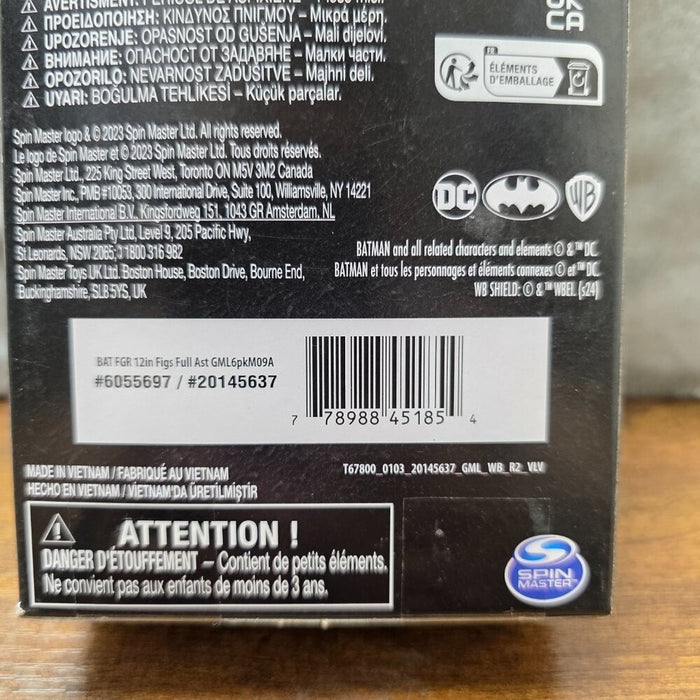 AVERTISMENT:
ΠΡΟΕΙΔΟΠΟΙΗΣΗ: ΚΙΝΔΥΝΟΣ ΠΝΙΓΜΟΥ – Μικρά μέρη.
UPOZORENJE: OPASNOST OD GUŠENJA – Mali dijelovi.
ВНИМАНИЕ: ОПАСНОСТ ОТ ЗАДАВЯНЕ – Малки части.
OPOZORILO: NEVARNOST ZADUŠITVE – Majhni deli.
UYARI: BOĞULMA TEHLİKESİ – Küçük parçalar.
CA
FR
ÉLÉMENTS
D'EMBALLAGE
Spin Master logo & © 2023 Spin Master Ltd. All rights reserved.
Le logo de Spin Master et © 2023 Spin Master Ltd. Tous droits réservés.
Spin Master Ltd., 225 King Street West, Toronto ON M5V 3M2 Canada
Spin Master Inc., PMB #10053, 300 International Drive, Suite 100, Williamsville, NY 14221
Spin Master International B.V., Kingsfordweg 151, 1043 GR Amsterdam, NL
Spin Master Australia Pty Ltd, Level 9, 205 Pacific Hwy,
St Leonards, NSW 2065; 1800 316 982
Spin Master Toys UK Ltd. Boston House, Boston Drive, Bourne End,
Buckinghamshire, SL8 5YS, UK
DC
WB
BATMAN and all related characters and elements © & ™ DC.
BATMAN et tous les personnages et éléments connexes © et ™ DC.
WB SHIELD: © & ™ WBEI. (s24)
BAT FGR 12in Figs Full Ast GML6pkM09A
#6055697 / #20145637
7 78988 45185 4
MADE IN VIETNAM / FABRIQUÉ AU VIETNAM
HECHO EN VIETNAM / VİETNAM'DA ÜRETİLMİŞTİR
T67800_0103_20145637_GML_WB_R2_VLV
ATTENTION !
DANGER D'ÉTOUFFEMENT – Contient de petits éléments.
Ne convient pas aux enfants de moins de 3 ans.
SPIN
MASTER™